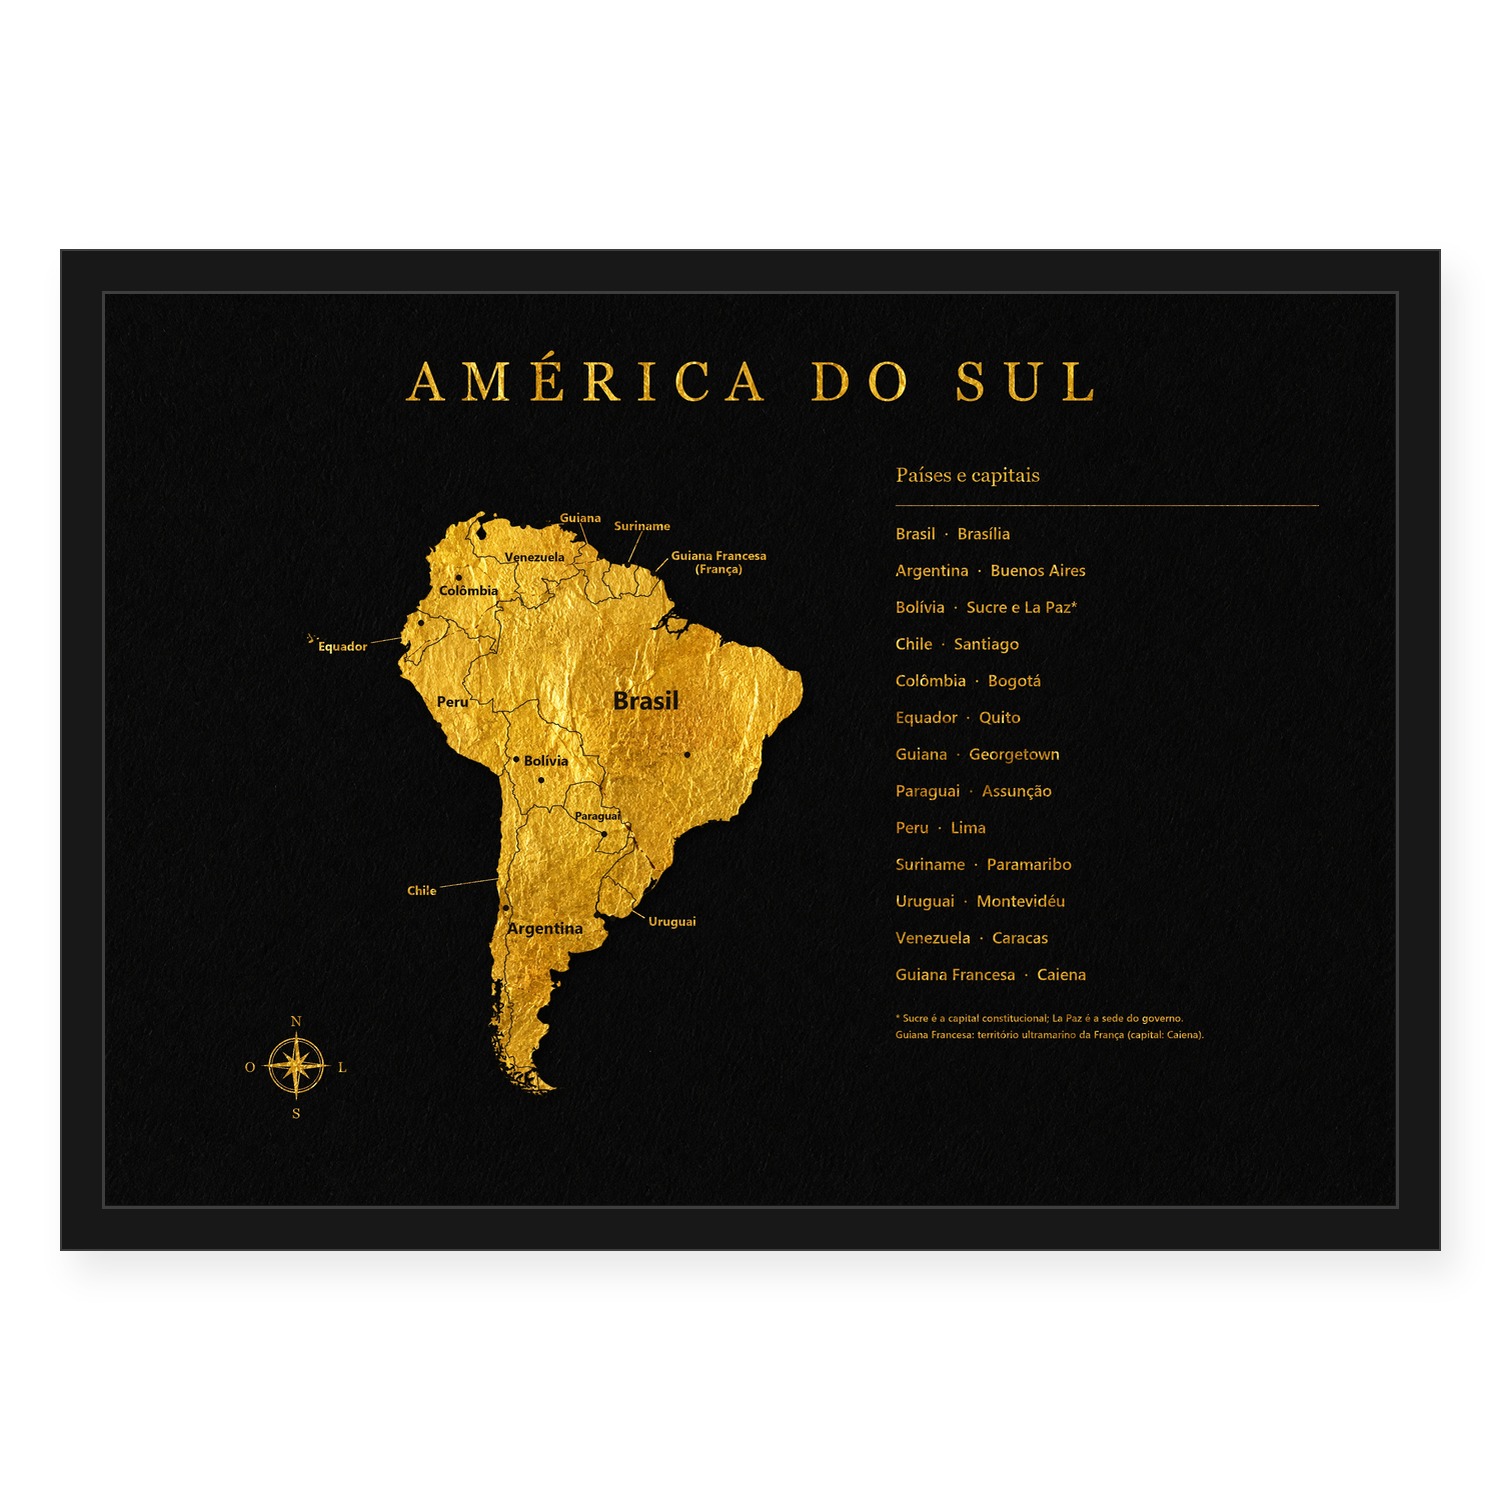 AMÉRICA DO SUL
Guiana
Suriname
Venezuela
Guiana Francesa
(França)
Colômbia
Equador
Peru
Brasil
Bolívia
Paraguai
Chile
Uruguai
Argentina
N
O L
S
Países e capitais
Brasil · Brasília
Argentina · Buenos Aires
Bolívia · Sucre e La Paz*
Chile · Santiago
Colômbia · Bogotá
Equador · Quito
Guiana · Georgetown
Paraguai · Assunção
Peru · Lima
Suriname · Paramaribo
Uruguai · Montevidéu
Venezuela · Caracas
Guiana Francesa · Caiena
* Sucre é a capital constitucional; La Paz é a sede do governo.
Guiana Francesa: território ultramarino da França (capital: Caiena).